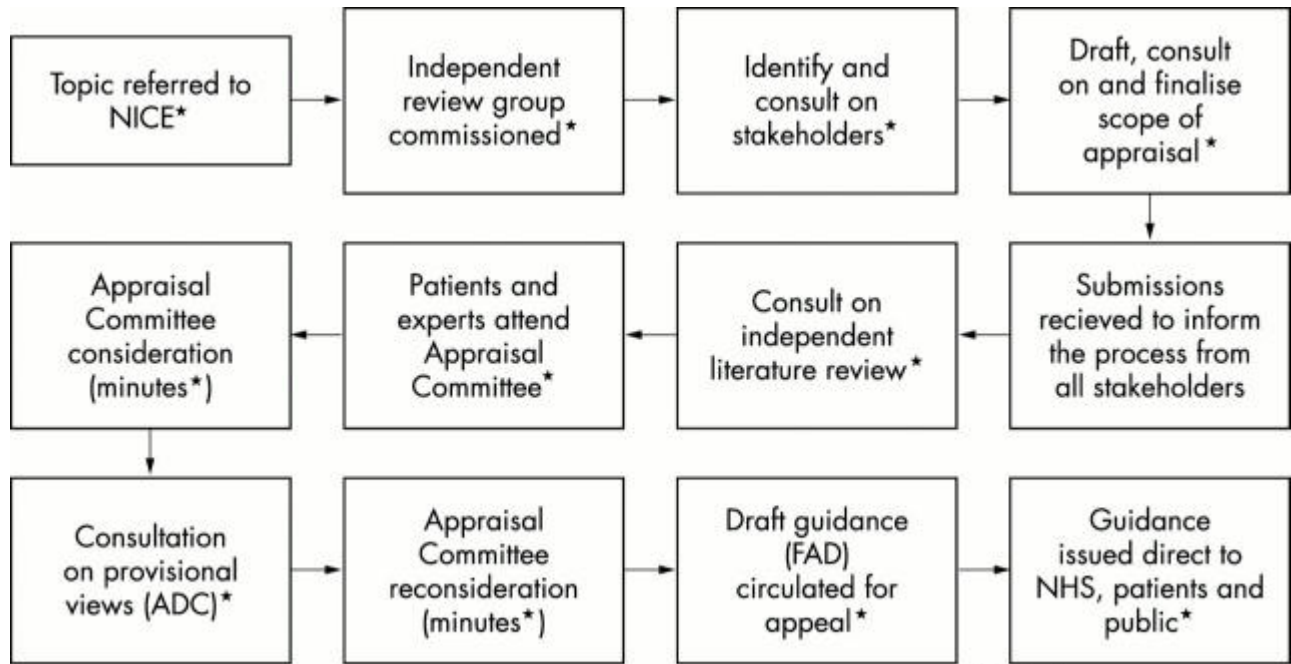 Topic referred to
NICE★
Independent
review group
commissioned★
Identify and
consult on
stakeholders★
Draft, consult
on and finalise
scope of
appraisal★
Submissions
recieved to inform
the process from
all stakeholders
Consult on
independent
literature review★
Patients and
experts attend
Appraisal
Committee★
Appraisal
Committee
consideration
(minutes★)
Consultation
on provisional
views (ADC)★
Appraisal
Committee
reconsideration
(minutes★)
Draft guidance
(FAD)
circulated for
appeal★
Guidance
issued direct to
NHS, patients and
public★